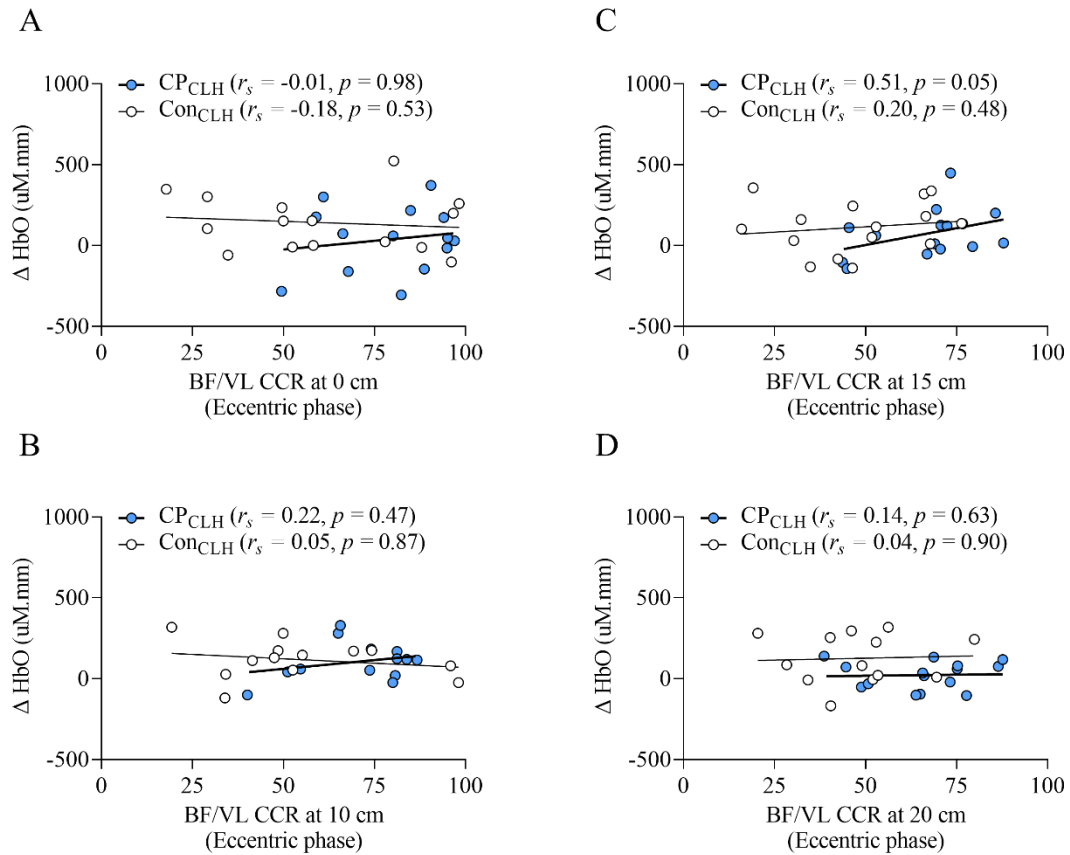 A
CP_CLH (r_s = -0.01, p = 0.98)
Con_CLH (r_s = -0.18, p = 0.53)
1000
500
0
-500
Δ HbO (uM.mm)
0 25 50 75 100
BF/VL CCR at 0 cm
(Eccentric phase)
C
CP_CLH (r_s = 0.51, p = 0.05)
Con_CLH (r_s = 0.20, p = 0.48)
1000
500
0
-500
Δ HbO (uM.mm)
0 25 50 75 100
BF/VL CCR at 15 cm
(Eccentric phase)
B
CP_CLH (r_s = 0.22, p = 0.47)
Con_CLH (r_s = 0.05, p = 0.87)
1000
500
0
-500
Δ HbO (uM.mm)
0 25 50 75 100
BF/VL CCR at 10 cm
(Eccentric phase)
D
CP_CLH (r_s = 0.14, p = 0.63)
Con_CLH (r_s = 0.04, p = 0.90)
1000
500
0
-500
Δ HbO (uM.mm)
0 25 50 75 100
BF/VL CCR at 20 cm
(Eccentric phase)